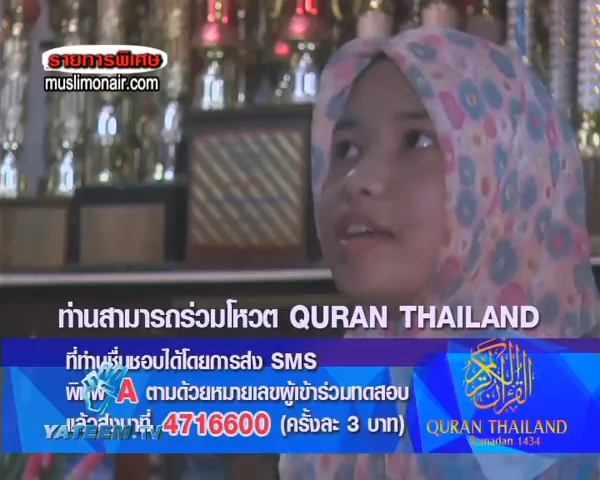 รายการพิเศษ
muslimonair.com
ท่านสามารถร่วมโหวต QURAN THAILAND
ที่ท่านชื่นชอบได้โดยการส่ง SMS
พิมพ์ A ตามด้วยหมายเลขผู้เข้าร่วมทดสอบ
แล้วส่งมาที่ 4716600 (ครั้งละ 3 บาท)
YATEEM.TV
القرآن الكريم
QURAN THAILAND
Ramadan 1434